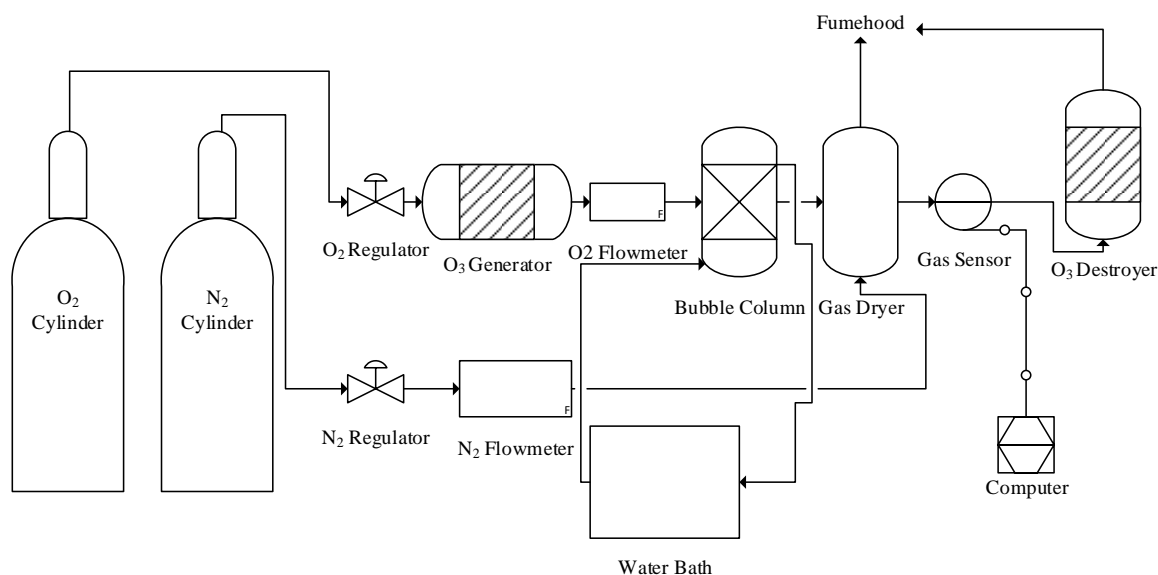 Fumehood
O₂
Cylinder
N₂
Cylinder
O₂ Regulator
O₃ Generator
F
O2 Flowmeter
Bubble Column
Gas Dryer
Gas Sensor
O₃ Destroyer
N₂ Regulator
F
N₂ Flowmeter
Computer
Water Bath